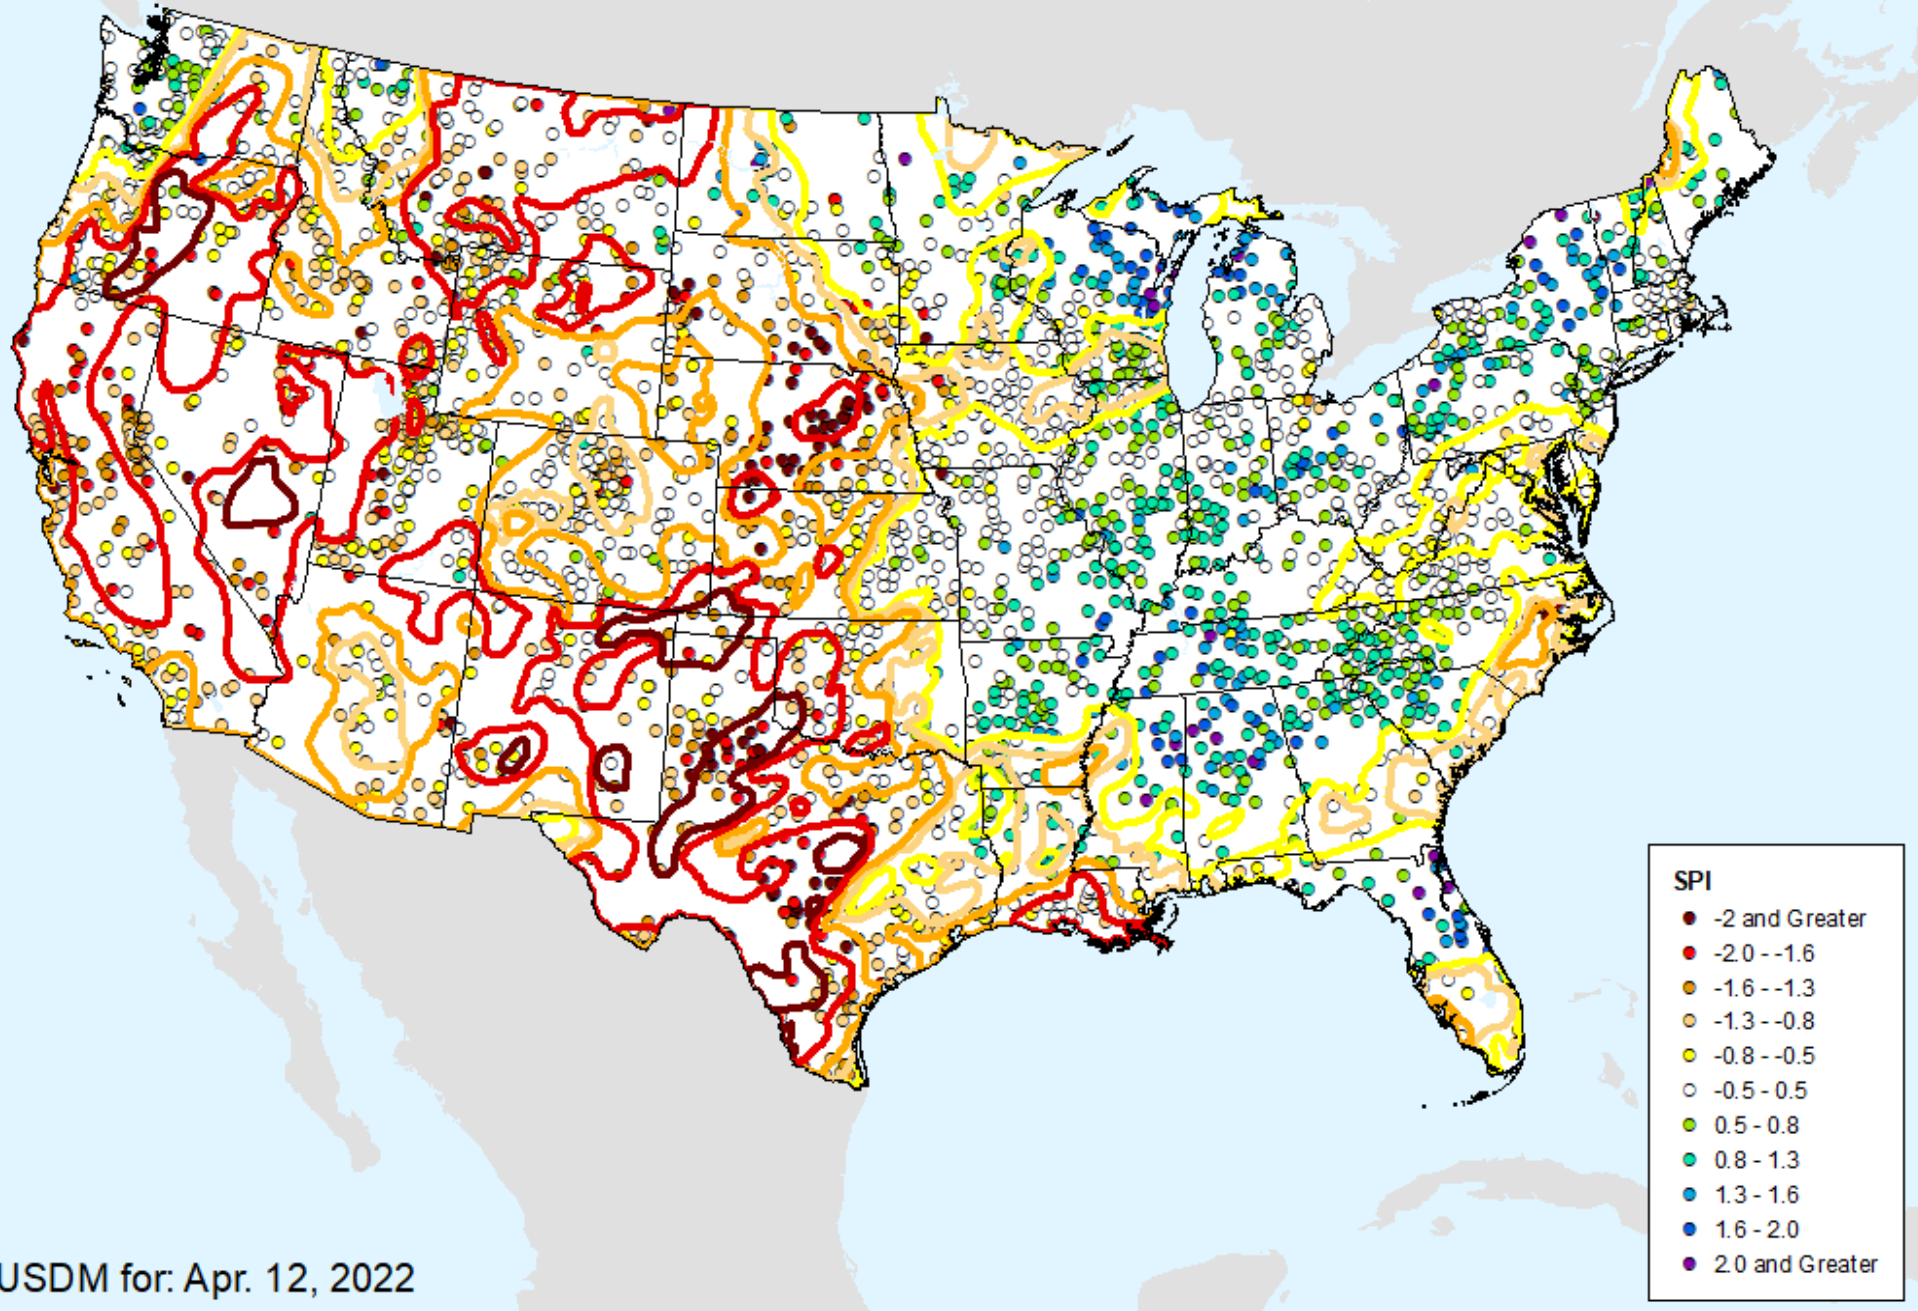 SPI
-2 and Greater
-2.0 - -1.6
-1.6 - -1.3
-1.3 - -0.8
-0.8 - -0.5
-0.5 - 0.5
0.5 - 0.8
0.8 - 1.3
1.3 - 1.6
1.6 - 2.0
2.0 and Greater
USDM for: Apr. 12, 2022